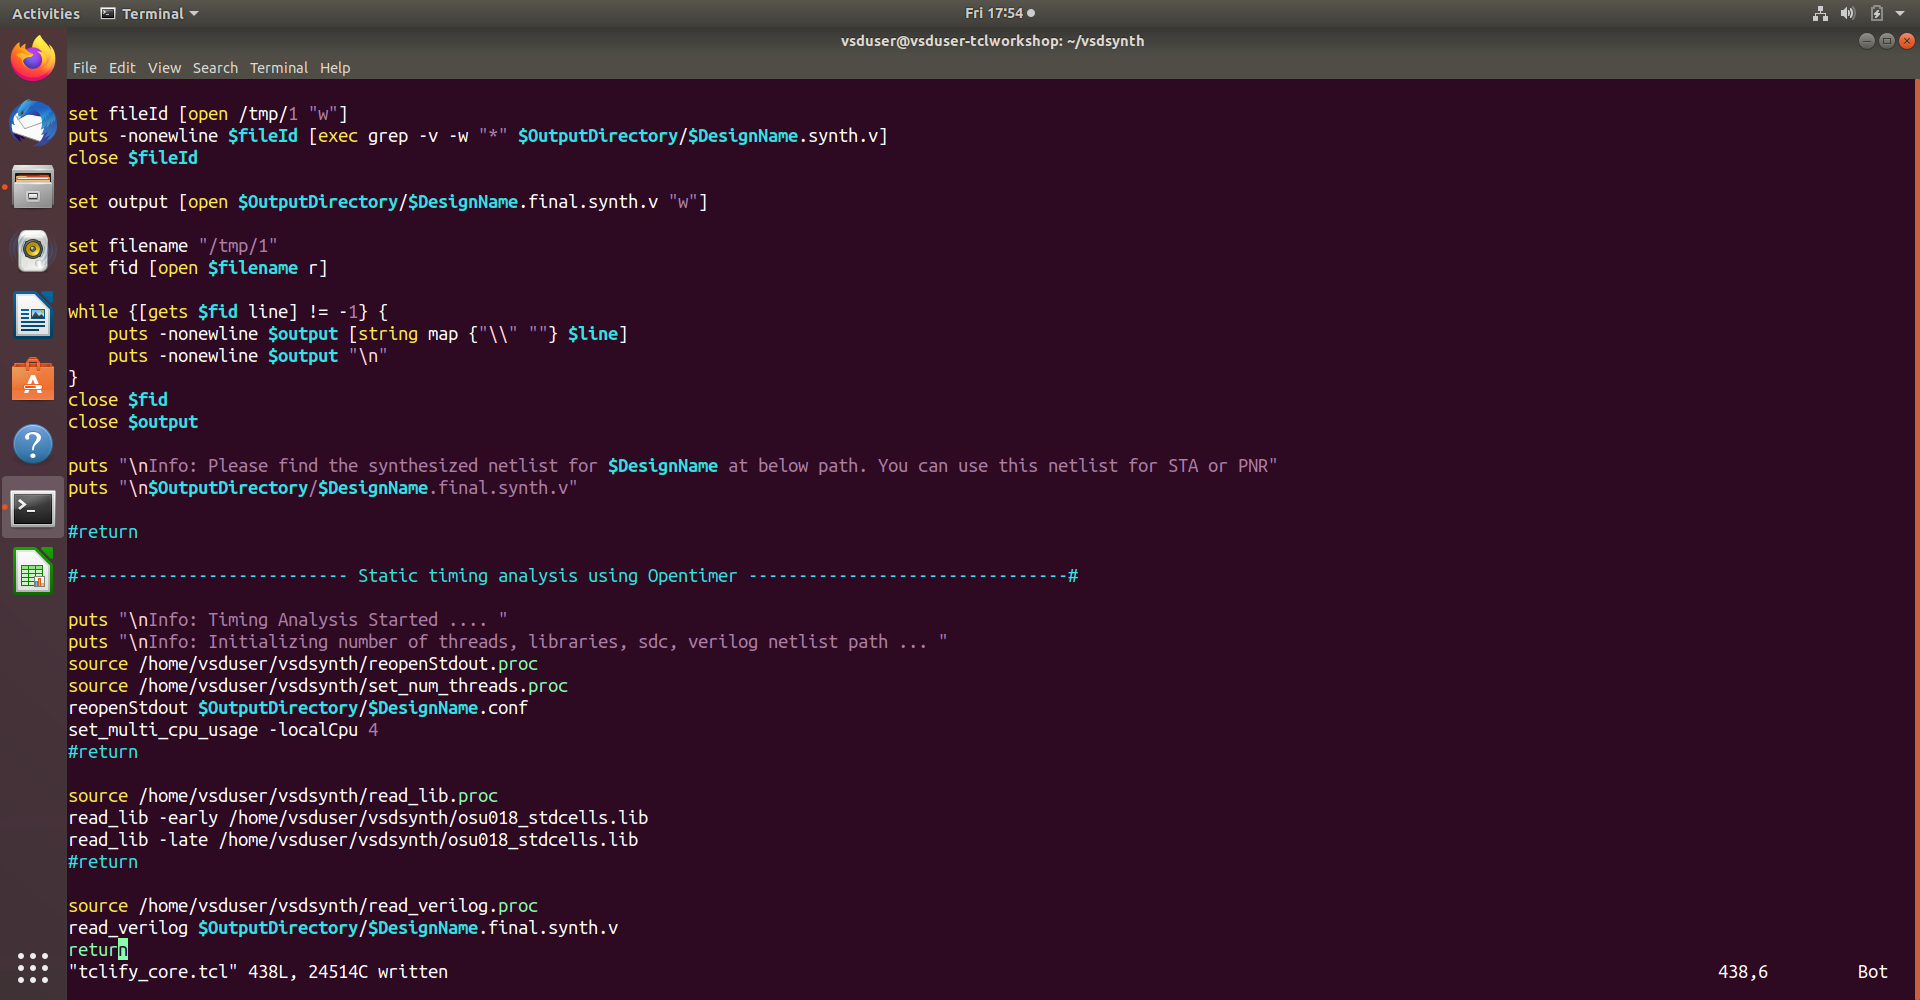 Activities Terminal Fri 17:54
vsduser@vsduser-tclworkshop: ~/vsdsynth
File Edit View Search Terminal Help
set fileId [open /tmp/1 "w"]
puts -nonewline $fileId [exec grep -v -w "*" $OutputDirectory/$DesignName.synth.v]
close $fileId
set output [open $OutputDirectory/$DesignName.final.synth.v "w"]
set filename "/tmp/1"
set fid [open $filename r]
while {[gets $fid line] != -1} {
    puts -nonewline $output [string map {"\\" ""} $line]
    puts -nonewline $output "\n"
}
close $fid
close $output
puts "\nInfo: Please find the synthesized netlist for $DesignName at below path. You can use this netlist for STA or PNR"
puts "\n$OutputDirectory/$DesignName.final.synth.v"
#return
#--------------------------- Static timing analysis using Opentimer --------------------------------#
puts "\nInfo: Timing Analysis Started .... "
puts "\nInfo: Initializing number of threads, libraries, sdc, verilog netlist path ... "
source /home/vsduser/vsdsynth/reopenStdout.proc
source /home/vsduser/vsdsynth/set_num_threads.proc
reopenStdout $OutputDirectory/$DesignName.conf
set_multi_cpu_usage -localCpu 4
#return
source /home/vsduser/vsdsynth/read_lib.proc
read_lib -early /home/vsduser/vsdsynth/osu018_stdcells.lib
read_lib -late /home/vsduser/vsdsynth/osu018_stdcells.lib
#return
source /home/vsduser/vsdsynth/read_verilog.proc
read_verilog $OutputDirectory/$DesignName.final.synth.v
return
"tclify_core.tcl" 438L, 24514C written 438,6 Bot